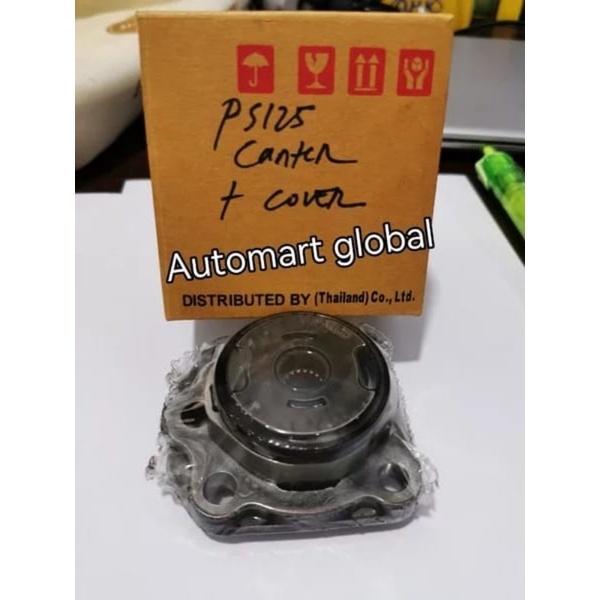 PS125
Canter
+ COVER
Automart global
DISTRIBUTED BY (Thailand) Co., Ltd.